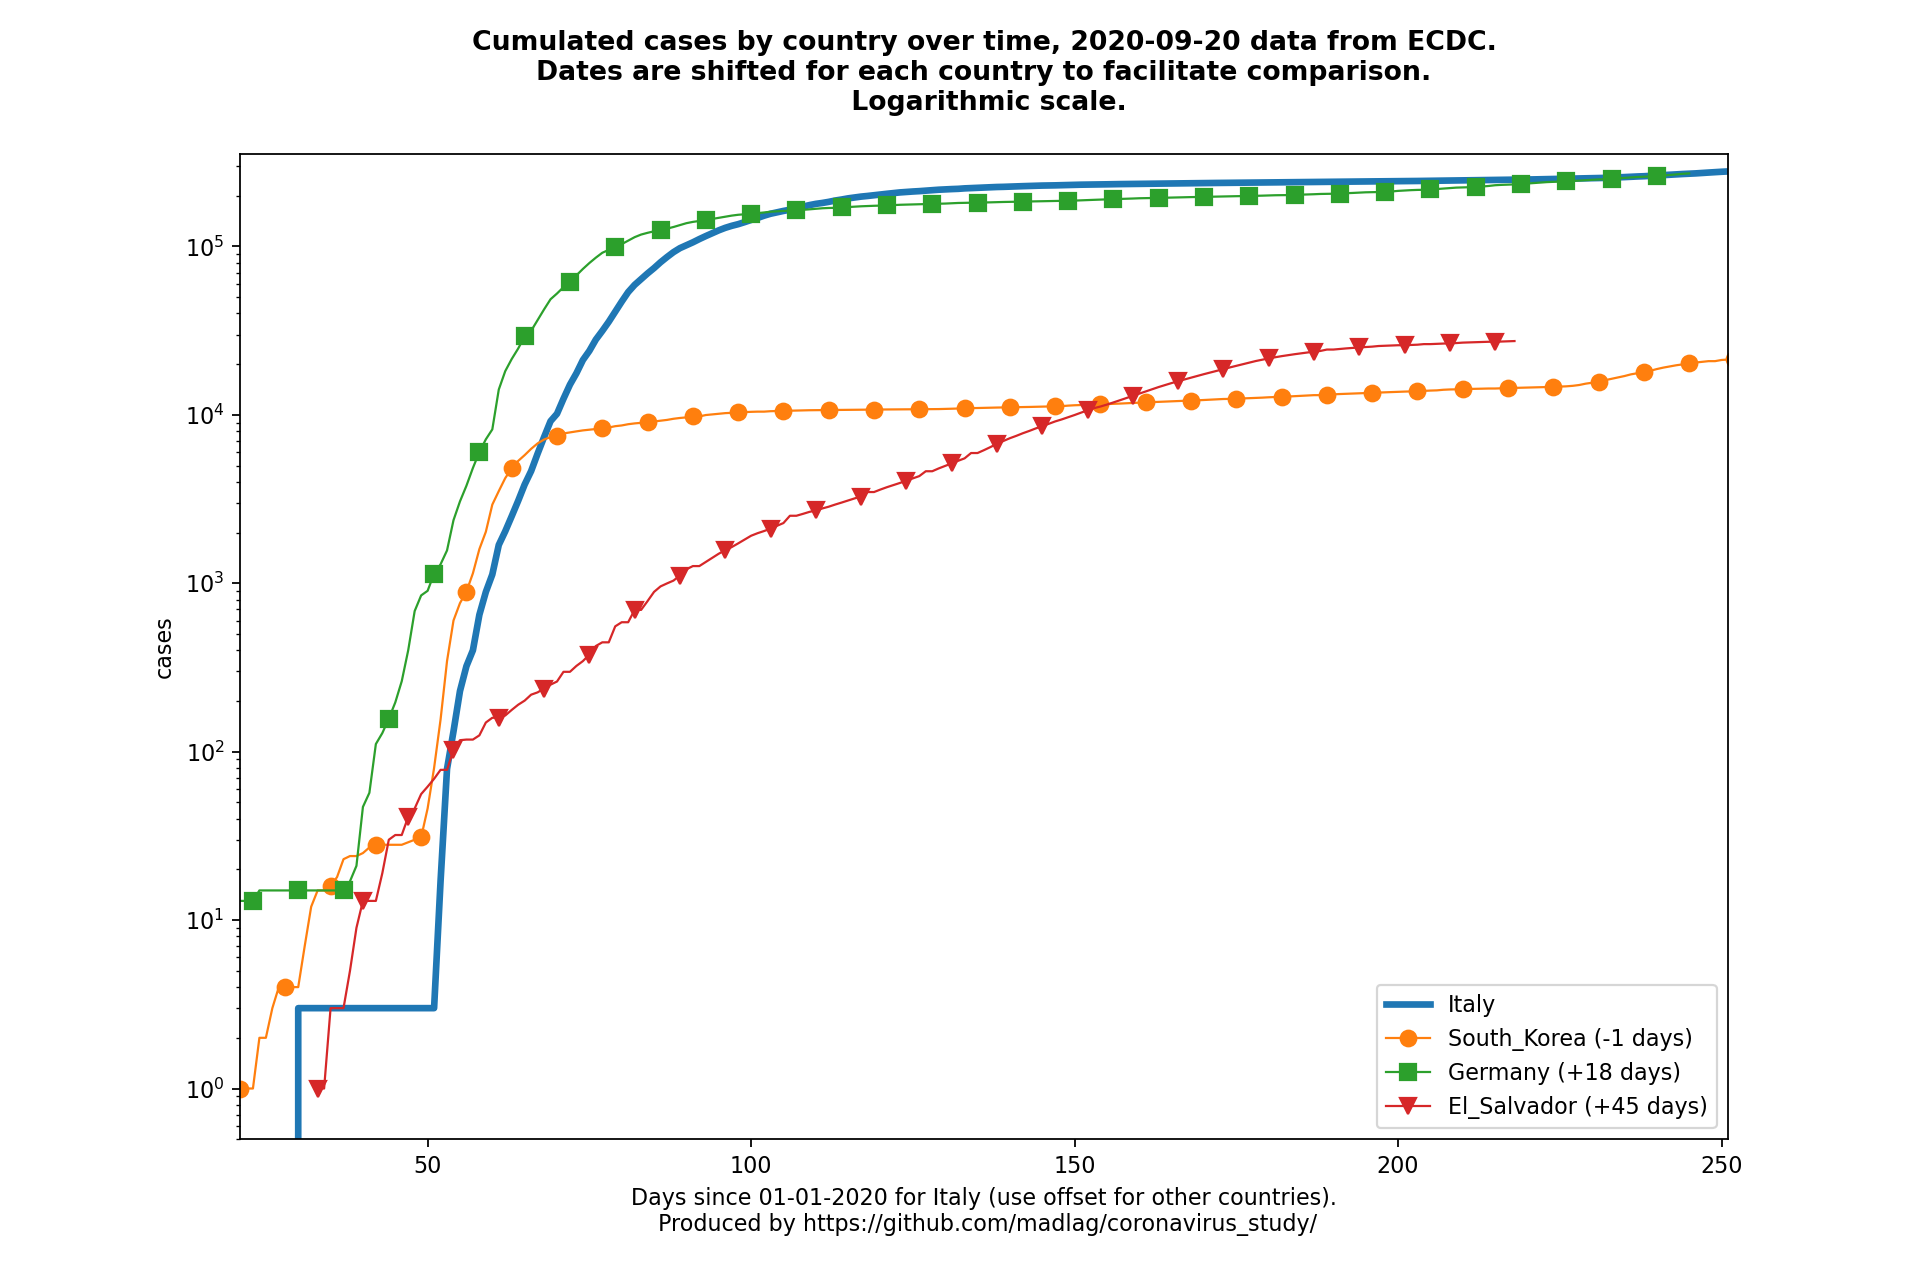 Cumulated cases by country over time, 2020-09-20 data from ECDC.
Dates are shifted for each country to facilitate comparison.
Logarithmic scale.
10^5
10^4
10^3
10^2
10^1
10^0
cases
Italy
South_Korea (-1 days)
Germany (+18 days)
El_Salvador (+45 days)
50 100 150 200 250
Days since 01-01-2020 for Italy (use offset for other countries).
Produced by https://github.com/madlag/coronavirus_study/